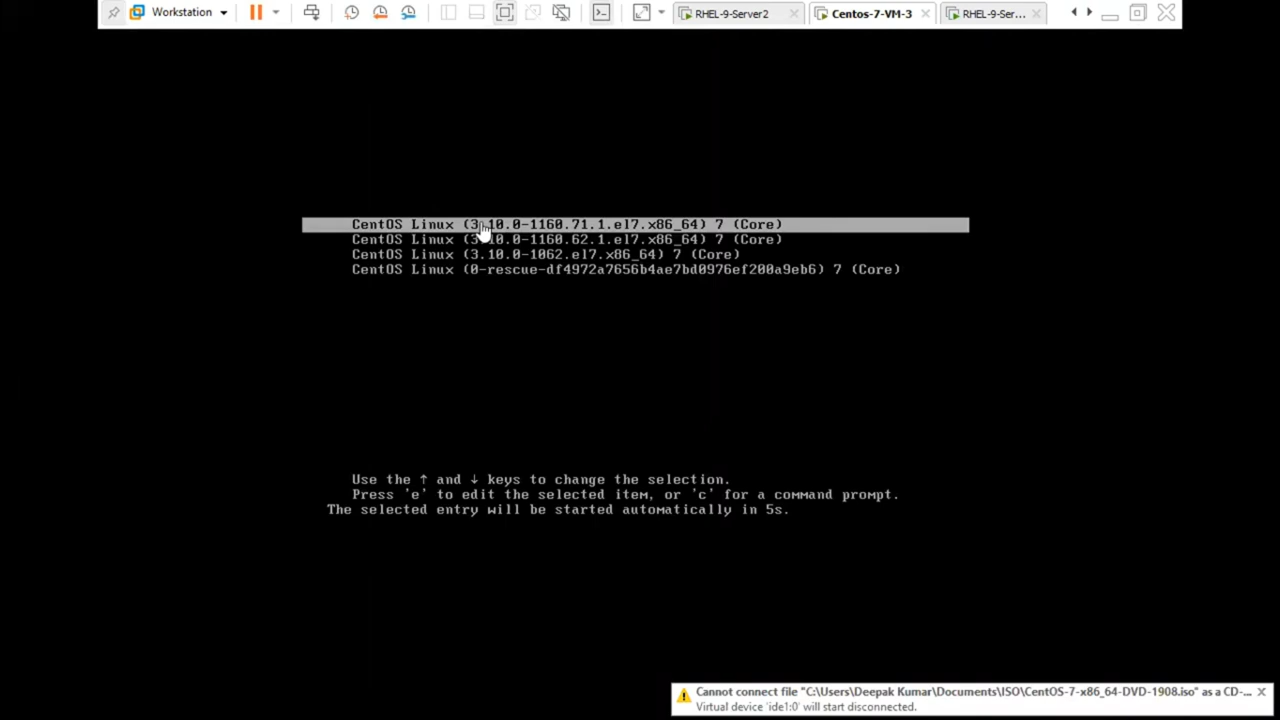 Workstation
RHEL-9-Server2
Centos-7-VM-3
RHEL-9-Ser...
CentOS Linux (3.10.0-1160.71.1.el7.x86_64) 7 (Core)
CentOS Linux (3.10.0-1160.62.1.el7.x86_64) 7 (Core)
CentOS Linux (3.10.0-1062.el7.x86_64) 7 (Core)
CentOS Linux (0-rescue-df4972a7656b4ae7bd0976ef200a9eb6) 7 (Core)
Use the ↑ and ↓ keys to change the selection.
Press 'e' to edit the selected item, or 'c' for a command prompt.
The selected entry will be started automatically in 5s.
Cannot connect file "C:\Users\Deepak Kumar\Documents\ISO\CentOS-7-x86_64-DVD-1908.iso" as a CD-...
Virtual device 'ide1:0' will start disconnected.